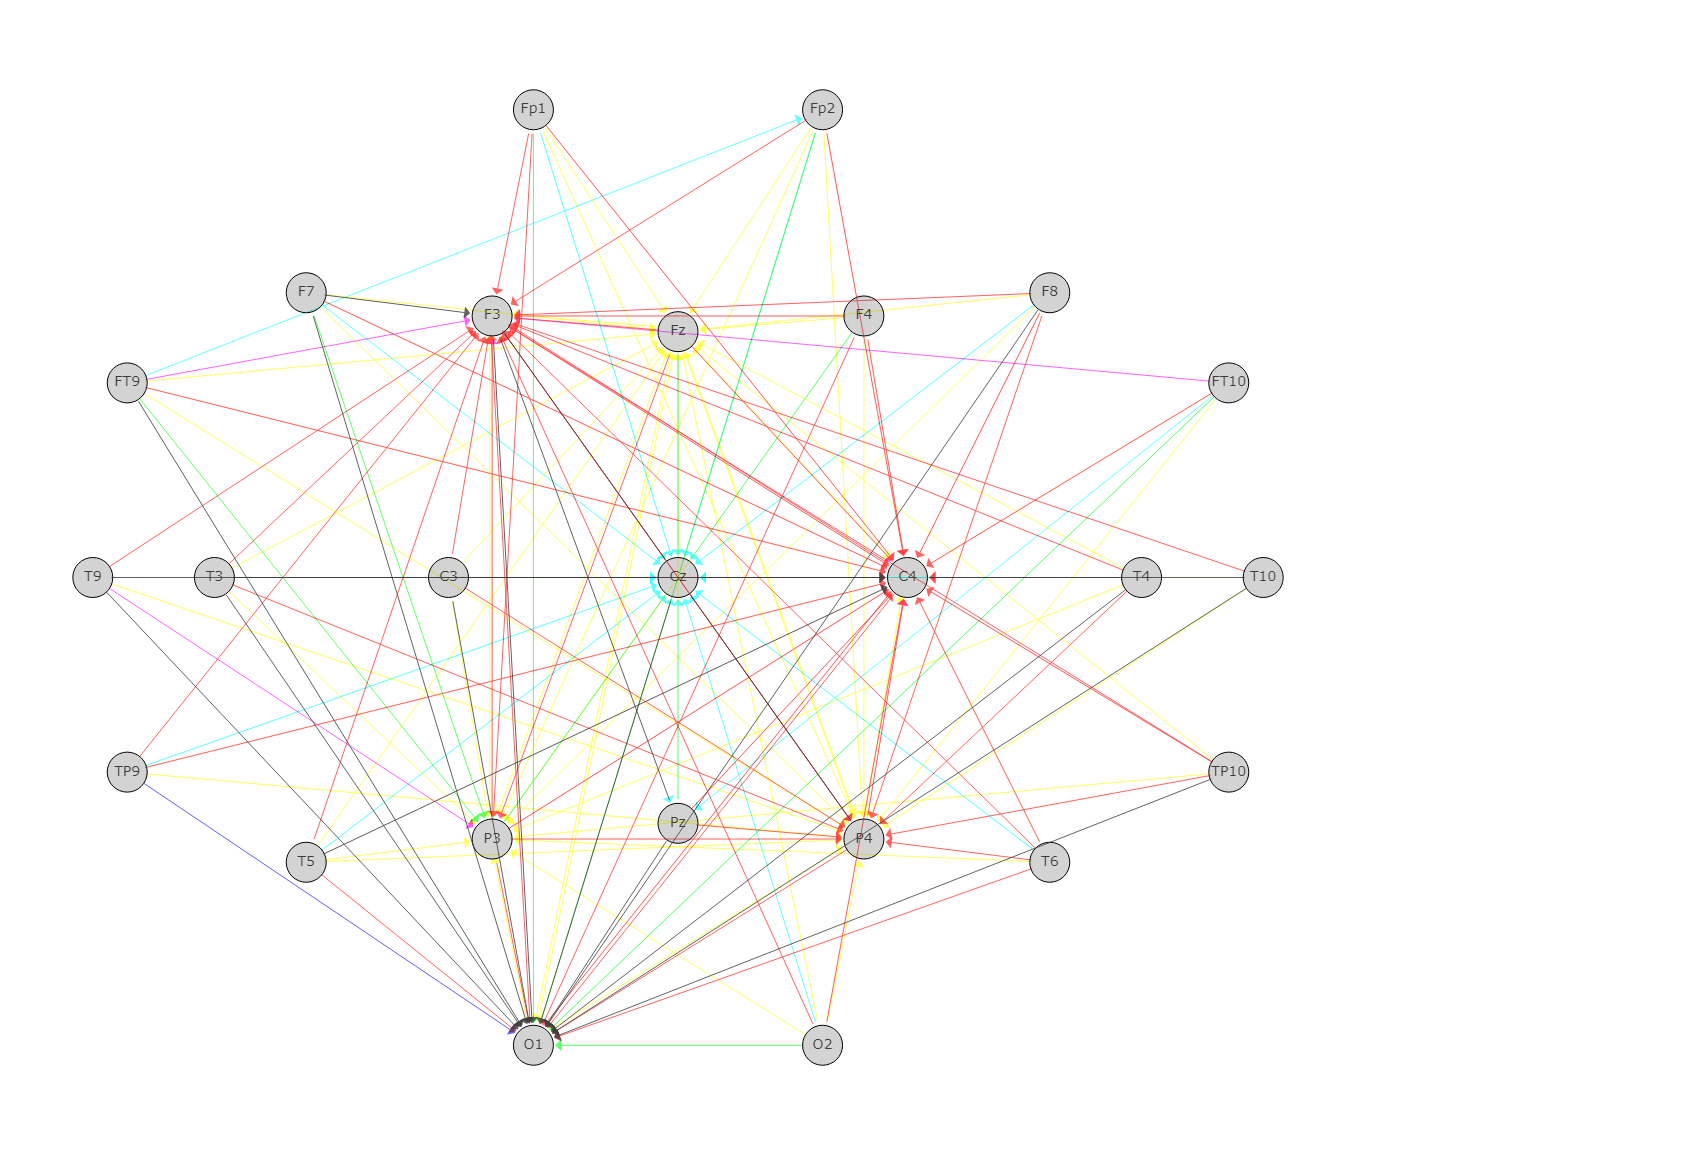 Fp1 Fp2
F7 F3 Fz F4 F8
FT9 FT10
T9 T3 C3 Cz C4 T4 T10
TP9 TP10
T5 P3 Pz P4 T6
O1 O2